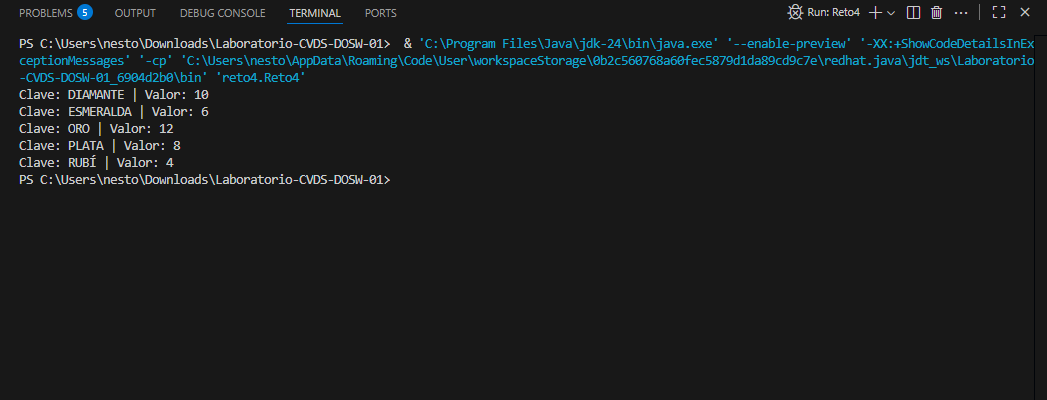 PROBLEMS 5 OUTPUT DEBUG CONSOLE TERMINAL PORTS Run: Reto4
PS C:\Users\nesto\Downloads\Laboratorio-CVDS-DOSW-01>  & 'C:\Program Files\Java\jdk-24\bin\java.exe' '--enable-preview' '-XX:+ShowCodeDetailsInEx
ceptionMessages' '-cp' 'C:\Users\nesto\AppData\Roaming\Code\User\workspaceStorage\0b2c560768a60fec5879d1da89cd9c7e\redhat.java\jdt_ws\Laboratorio
-CVDS-DOSW-01_6904d2b0\bin' 'reto4.Reto4'
Clave: DIAMANTE | Valor: 10
Clave: ESMERALDA | Valor: 6
Clave: ORO | Valor: 12
Clave: PLATA | Valor: 8
Clave: RUBÍ | Valor: 4
PS C:\Users\nesto\Downloads\Laboratorio-CVDS-DOSW-01>